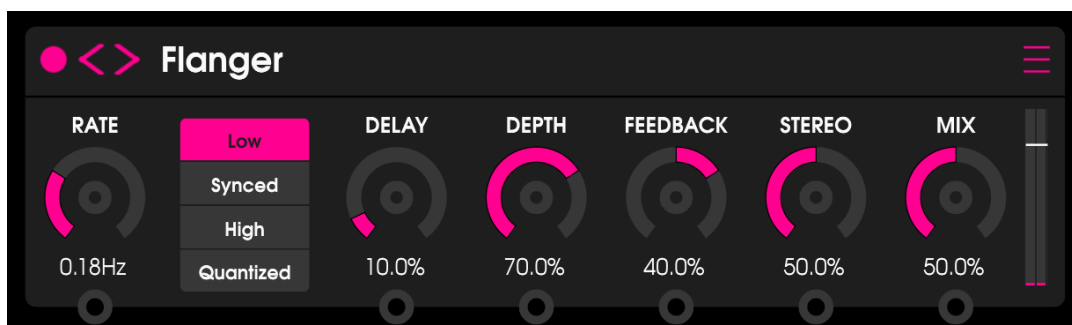 Flanger
RATE
Low
Synced
High
Quantized
0.18Hz
DELAY
10.0%
DEPTH
70.0%
FEEDBACK
40.0%
STEREO
50.0%
MIX
50.0%